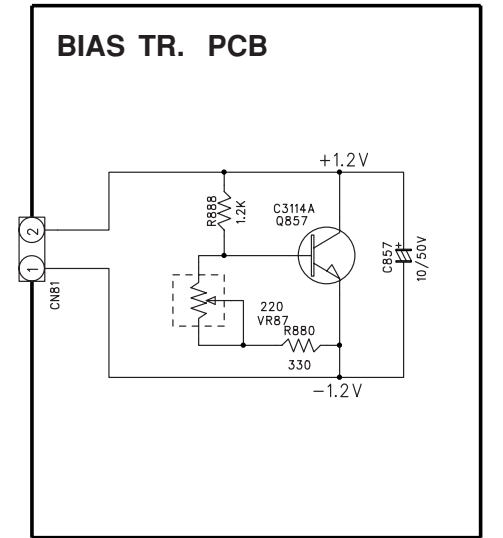 BIAS TR. PCB
+1.2V
R888
1.2K
C3114A
Q857
C857
+
10/50V
2
1
CN81
220
VR87
R880
330
-1.2V